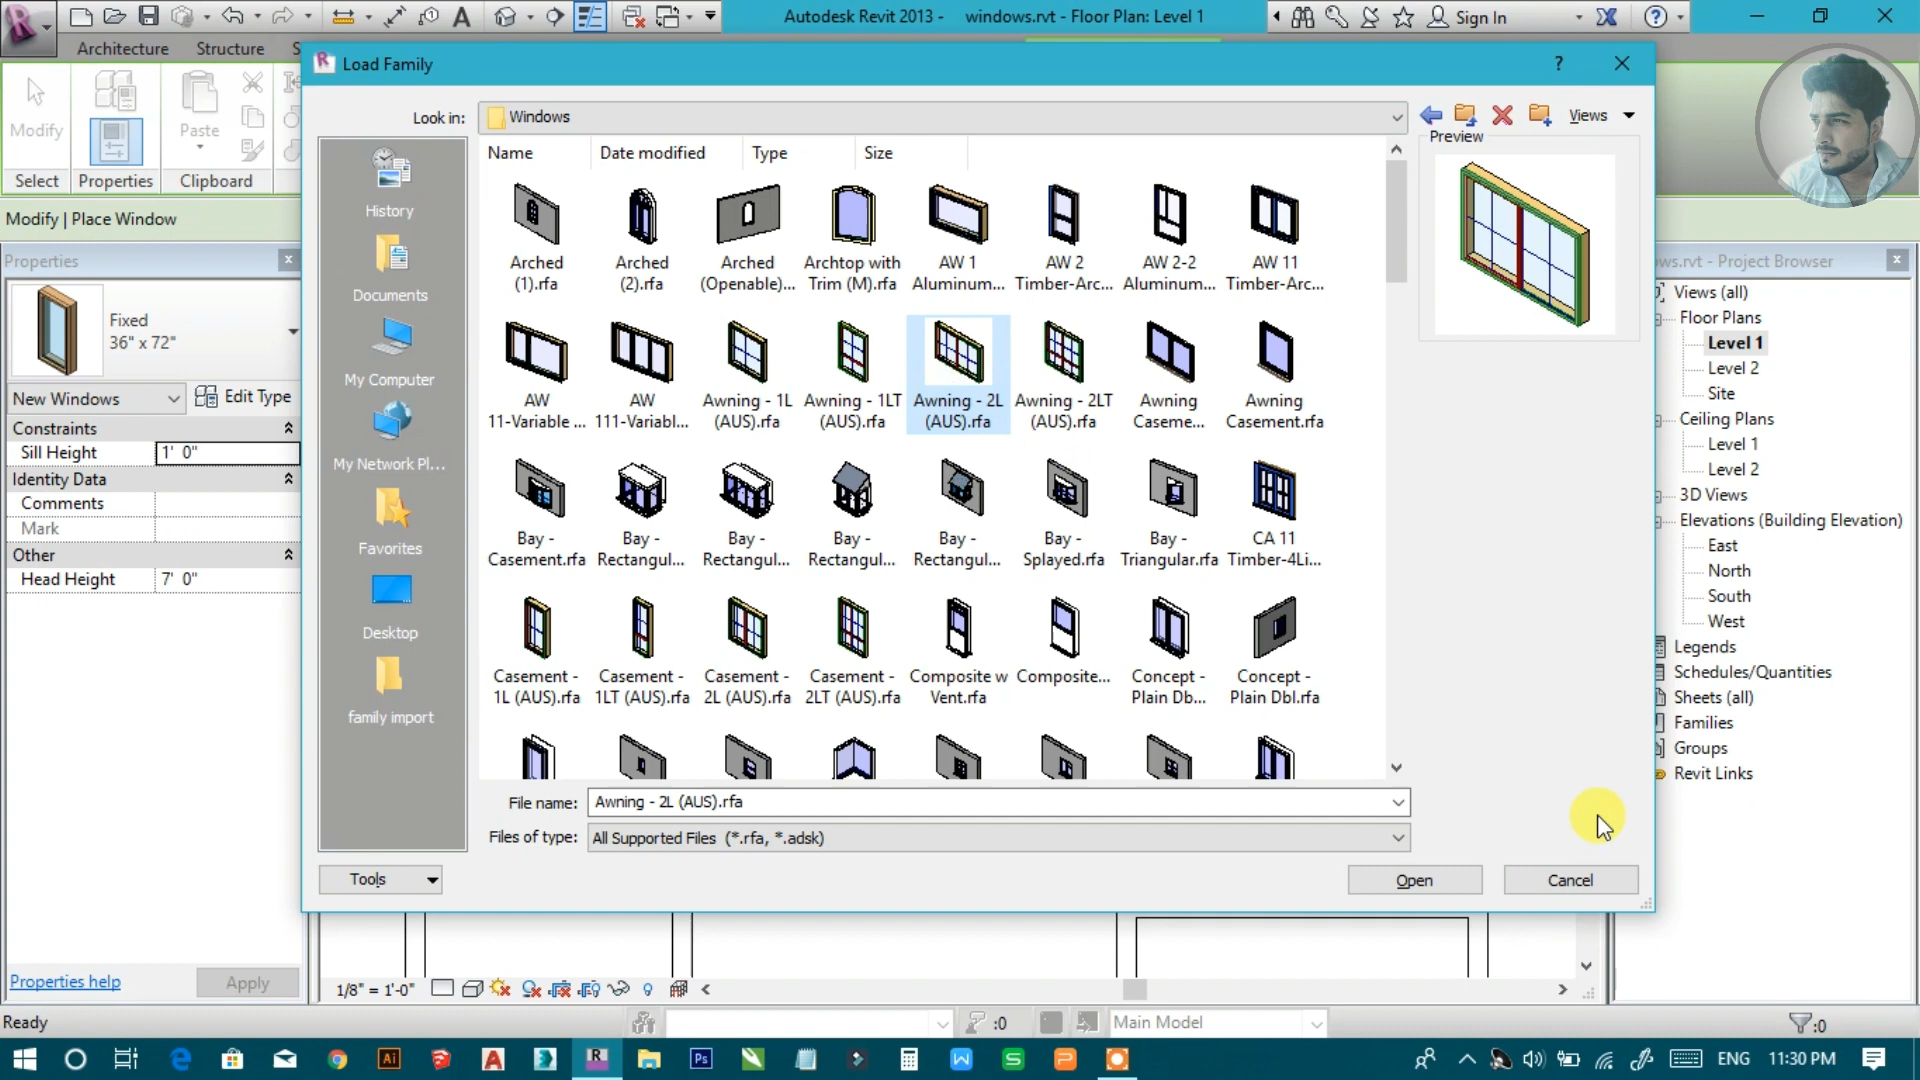 Autodesk Revit 2013 - windows.rvt - Floor Plan: Level 1
Sign In
Architecture Structure S
Modify
Paste
Select Properties Clipboard
Modify | Place Window
Properties
Fixed
36" x 72"
New Windows
Edit Type
Constraints
Sill Height 1' 0"
Identity Data
Comments
Mark
Other
Head Height 7' 0"
Properties help
Apply
Load Family
Look in: Windows
Views
Preview
History
Documents
My Computer
My Network Pl...
Favorites
Desktop
family import
Name Date modified Type Size
Arched (1).rfa
Arched (2).rfa
Arched (Openable)...
Archtop with Trim (M).rfa
AW 1 Aluminum...
AW 2 Timber-Arc...
AW 2-2 Aluminum...
AW 11 Timber-Arc...
AW 11-Variable ...
AW 111-Variabl...
Awning - 1L (AUS).rfa
Awning - 1LT (AUS).rfa
Awning - 2L (AUS).rfa
Awning - 2LT (AUS).rfa
Awning Caseme...
Awning Casement.rfa
Bay - Casement.rfa
Bay - Rectangul...
Bay - Rectangul...
Bay - Rectangul...
Bay - Rectangul...
Bay - Splayed.rfa
Bay - Triangular.rfa
CA 11 Timber-4Li...
Casement - 1L (AUS).rfa
Casement - 1LT (AUS).rfa
Casement - 2L (AUS).rfa
Casement - 2LT (AUS).rfa
Composite w Vent.rfa
Composite...
Concept - Plain Db...
Concept - Plain Dbl.rfa
File name: Awning - 2L (AUS).rfa
Files of type: All Supported Files (*.rfa, *.adsk)
Tools
Open
Cancel
ws.rvt - Project Browser
Views (all)
Floor Plans
Level 1
Level 2
Site
Ceiling Plans
Level 1
Level 2
3D Views
Elevations (Building Elevation)
East
North
South
West
Legends
Schedules/Quantities
Sheets (all)
Families
Groups
Revit Links
1/8" = 1'-0"
Ready
:0
Main Model
:0
ENG 11:30 PM